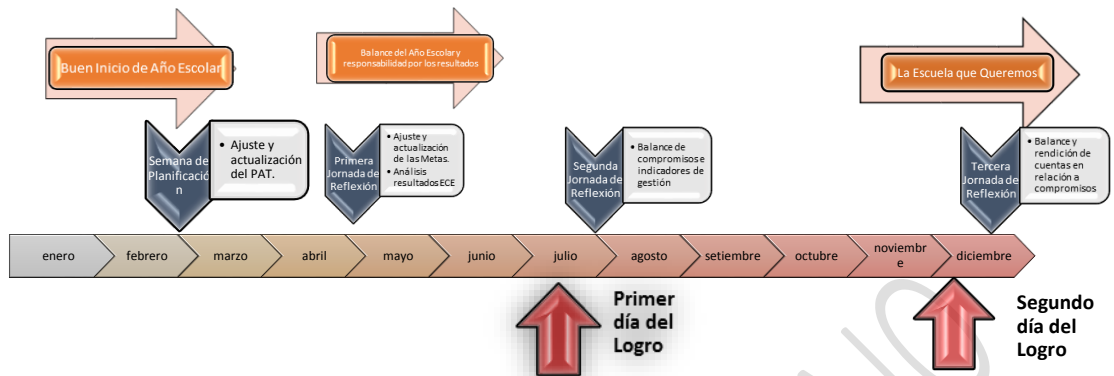 Buen Inicio de Año Escolar
Balance del Año Escolar y
responsabilidad por los resultados
La Escuela que Queremos
Semana de
Planificació
n
• Ajuste y
actualización
del PAT.
Primera
Jornada de
Reflexión
• Ajuste y
actualización
de las Metas.
• Análisis
resultados ECE
Segunda
Jornada de
Reflexión
• Balance de
compromisos e
indicadores de
gestión
Tercera
Jornada de
Reflexión
• Balance y
rendición de
cuentas en
relación a
compromisos
enero
febrero
marzo
abril
mayo
junio
julio
agosto
setiembre
octubre
noviembr
e
diciembre
Primer
día del
Logro
Segundo
día del
Logro